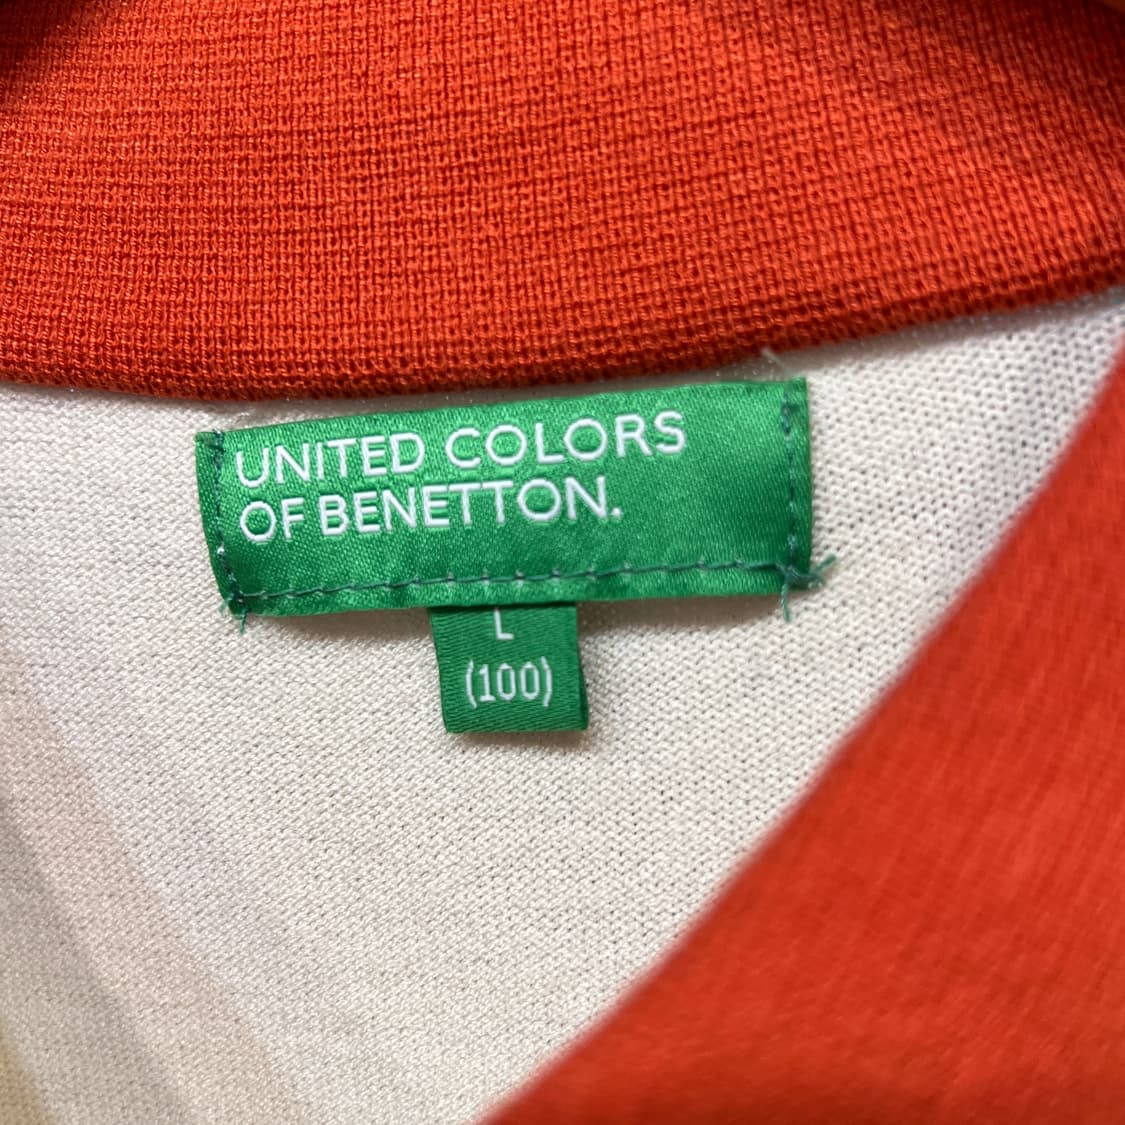 UNITED COLORS
OF BENETTON.
L
(100)